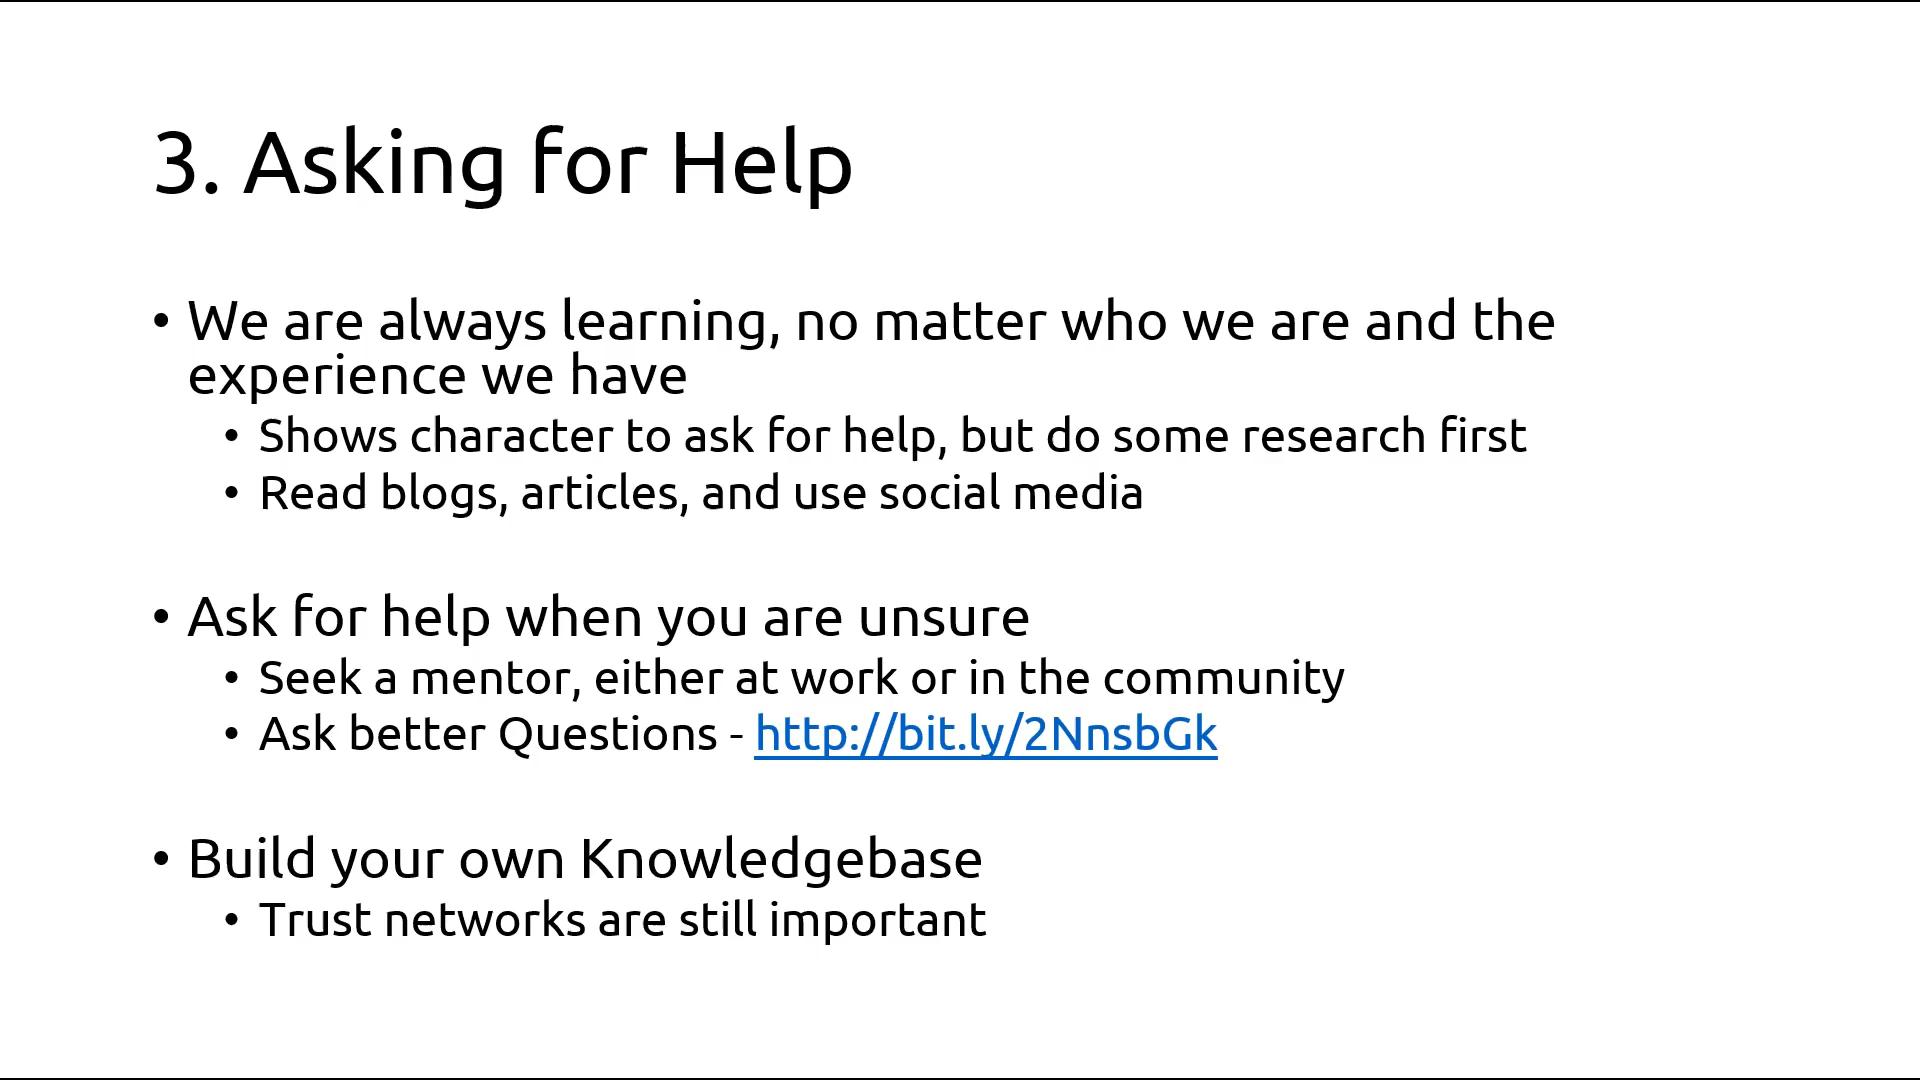 3. Asking for Help
• We are always learning, no matter who we are and the
experience we have
• Shows character to ask for help, but do some research first
• Read blogs, articles, and use social media
• Ask for help when you are unsure
• Seek a mentor, either at work or in the community
• Ask better Questions - http://bit.ly/2NnsbGk
• Build your own Knowledgebase
• Trust networks are still important